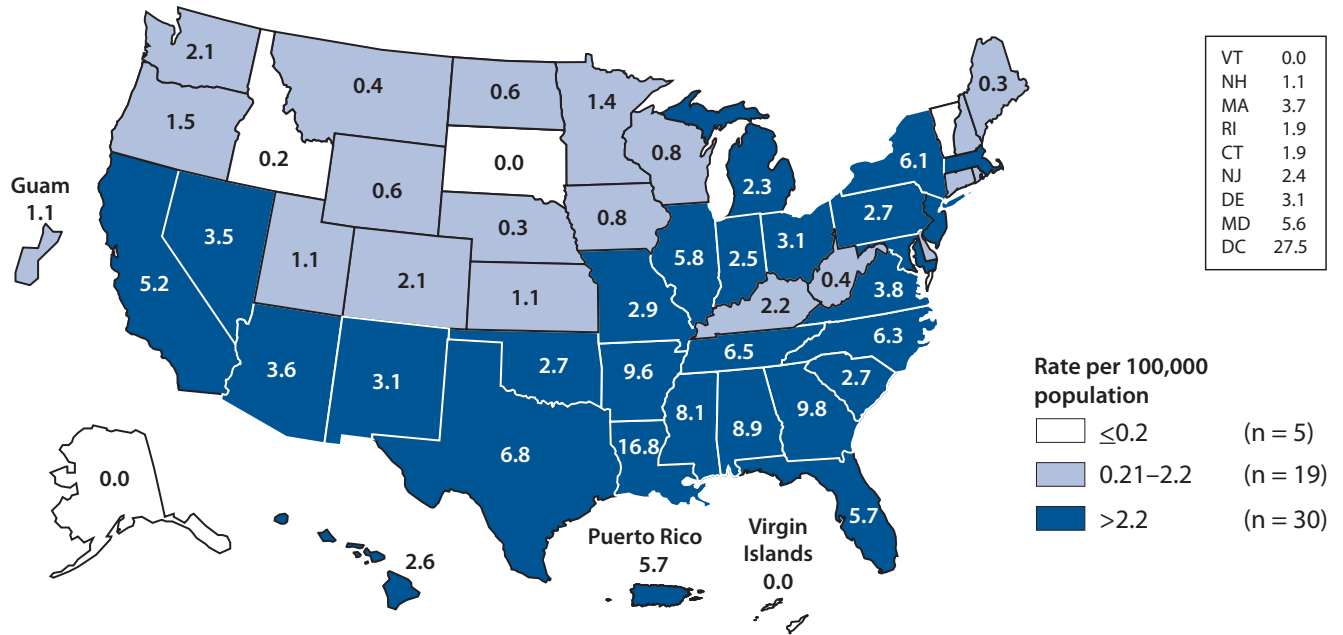 2.1
0.4
0.6
1.4
0.3
1.5
0.2
0.0
0.8
6.1
0.6
2.3
Guam
1.1
0.8
2.7
3.5
0.3
3.1
1.1
2.1
5.8
2.5
0.4
5.2
1.1
2.9
2.2
3.8
6.3
3.6
3.1
2.7
9.6
6.5
2.7
8.1
8.9
9.8
6.8
16.8
0.0
5.7
2.6
Puerto Rico
5.7
Virgin
Islands
0.0
VT 0.0
NH 1.1
MA 3.7
RI 1.9
CT 1.9
NJ 2.4
DE 3.1
MD 5.6
DC 27.5
Rate per 100,000
population
≤0.2 (n = 5)
0.21–2.2 (n = 19)
>2.2 (n = 30)